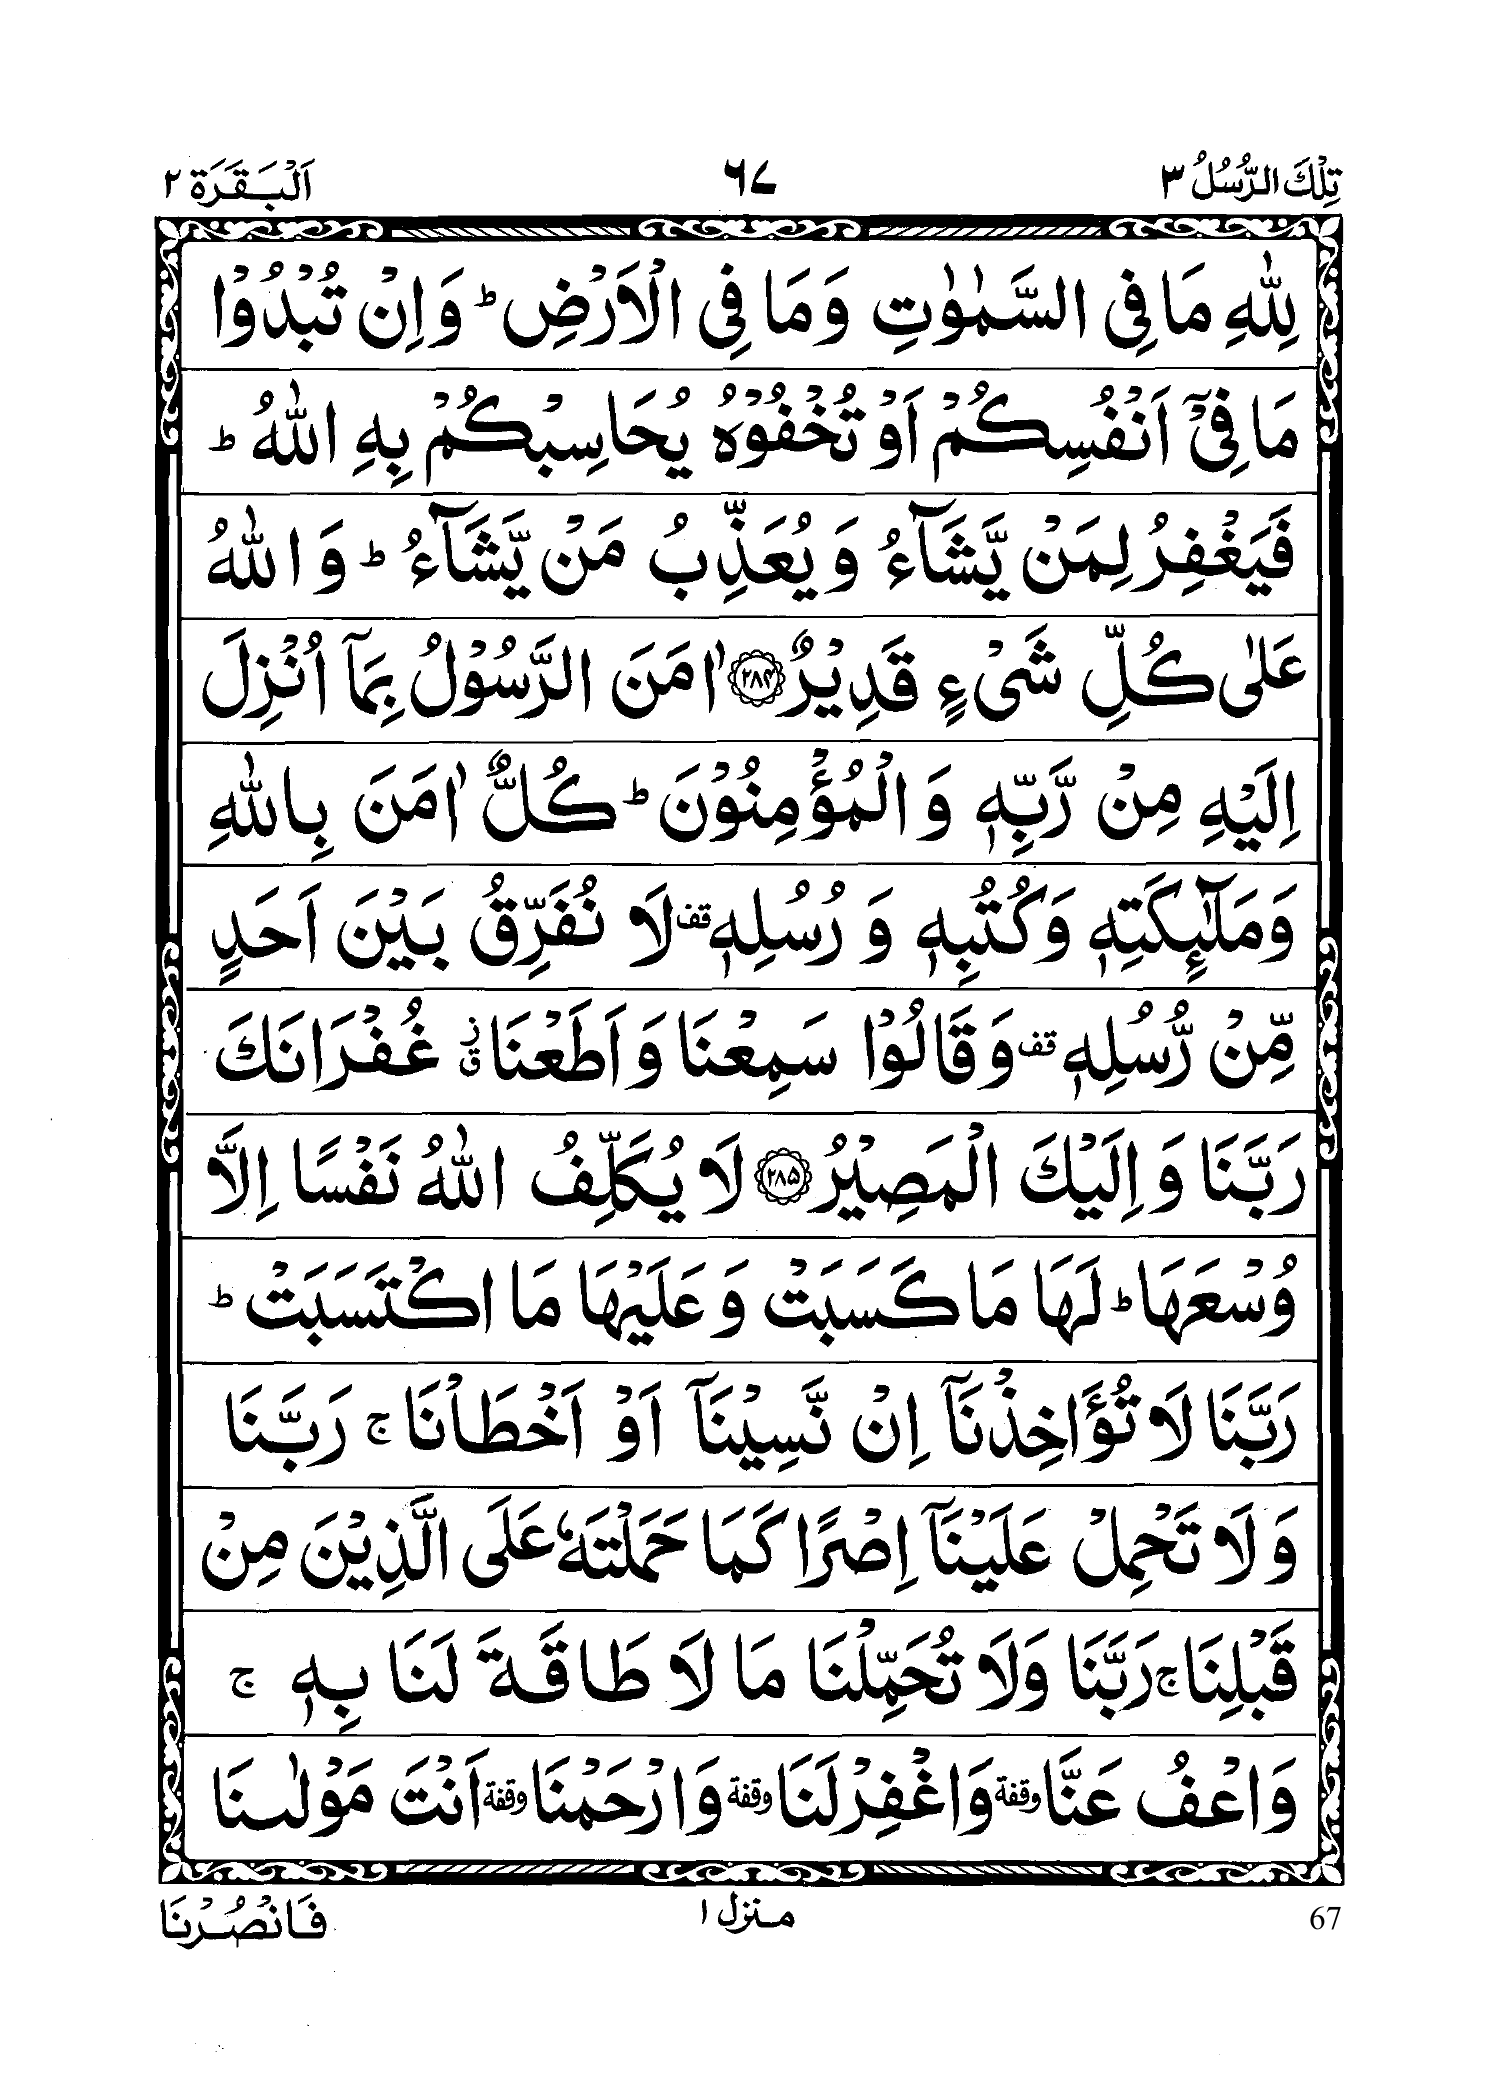 تِلْكَ الرُّسُلُ ٣
٦٧
اَلْبَقَرَة ٢
لِلّٰهِ مَا فِى السَّمٰوٰتِ وَمَا فِى الْاَرْضِ ؕ وَاِنْ تُبْدُوْا
مَا فِىْٓ اَنْفُسِكُمْ اَوْ تُخْفُوْهُ يُحَاسِبْكُمْ بِهِ اللّٰهُ ؕ
فَيَغْفِرُ لِمَنْ يَّشَآءُ وَيُعَذِّبُ مَنْ يَّشَآءُ ؕ وَاللّٰهُ
عَلٰى كُلِّ شَىْءٍ قَدِيْرٌ ﴿۲۸۴﴾ اٰمَنَ الرَّسُوْلُ بِمَاۤ اُنْزِلَ
اِلَيْهِ مِنْ رَّبِّهٖ وَالْمُؤْمِنُوْنَ ؕ كُلٌّ اٰمَنَ بِاللّٰهِ
وَمَلٰٓئِكَتِهٖ وَكُتُبِهٖ وَرُسُلِهٖ قف لَا نُفَرِّقُ بَيْنَ اَحَدٍ
مِّنْ رُّسُلِهٖ قف وَقَالُوْا سَمِعْنَا وَاَطَعْنَا ق ز غُفْرَانَكَ
رَبَّنَا وَاِلَيْكَ الْمَصِيْرُ ﴿۲۸۵﴾ لَا يُكَلِّفُ اللّٰهُ نَفْسًا اِلَّا
وُسْعَهَا ؕ لَهَا مَا كَسَبَتْ وَعَلَيْهَا مَا اكْتَسَبَتْ ؕ
رَبَّنَا لَا تُؤَاخِذْنَاۤ اِنْ نَّسِيْنَاۤ اَوْ اَخْطَاْنَا ۚ رَبَّنَا
وَلَا تَحْمِلْ عَلَيْنَاۤ اِصْرًا كَمَا حَمَلْتَهٗ عَلَى الَّذِيْنَ مِنْ
قَبْلِنَا ۚ رَبَّنَا وَلَا تُحَمِّلْنَا مَا لَا طَاقَةَ لَنَا بِهٖ ۚ
وَاعْفُ عَنَّا وقفة وَاغْفِرْ لَنَا وقفة وَارْحَمْنَا وقفة اَنْتَ مَوْلٰىنَا
67
منزل ١
فَانْصُرْنَا